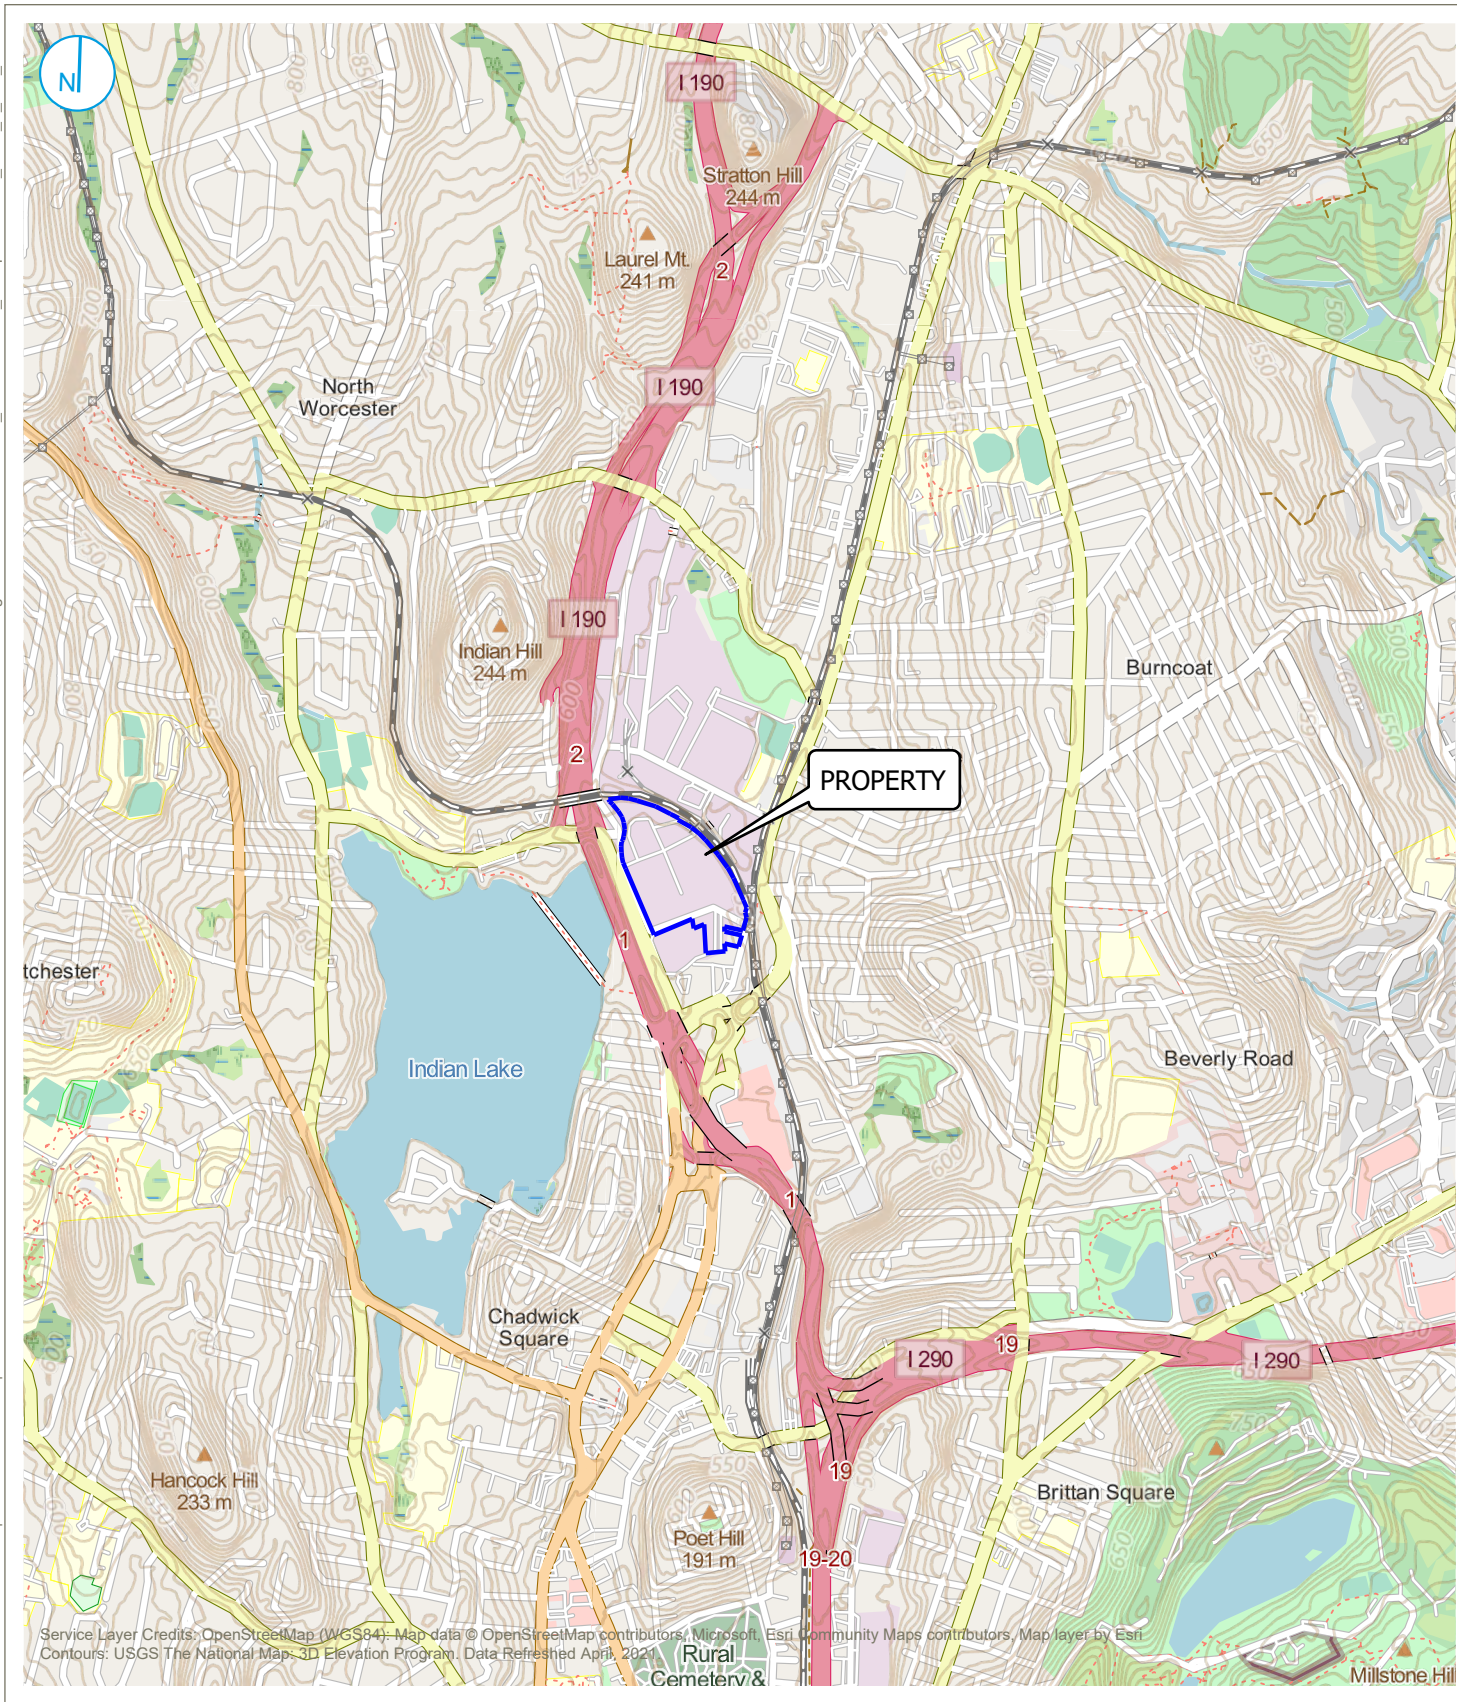 N
I 190
Stratton Hill
244 m
Laurel Mt.
241 m
2
I 190
North
Worcester
I 190
Indian Hill
244 m
600
Burncoat
2
PROPERTY
1
tchester
Indian Lake
Beverly Road
1
Chadwick
Square
I 290
19
I 290
Hancock Hill
233 m
19
Brittan Square
Poet Hill
191 m
19-20
Service Layer Credits: OpenStreetMap (WGS84): Map data © OpenStreetMap contributors, Microsoft, Esri Community Maps contributors, Map layer by Esri
Contours: USGS The National Map: 3D Elevation Program. Data Refreshed April, 2021.
Rural
Cemetery &
Millstone Hil